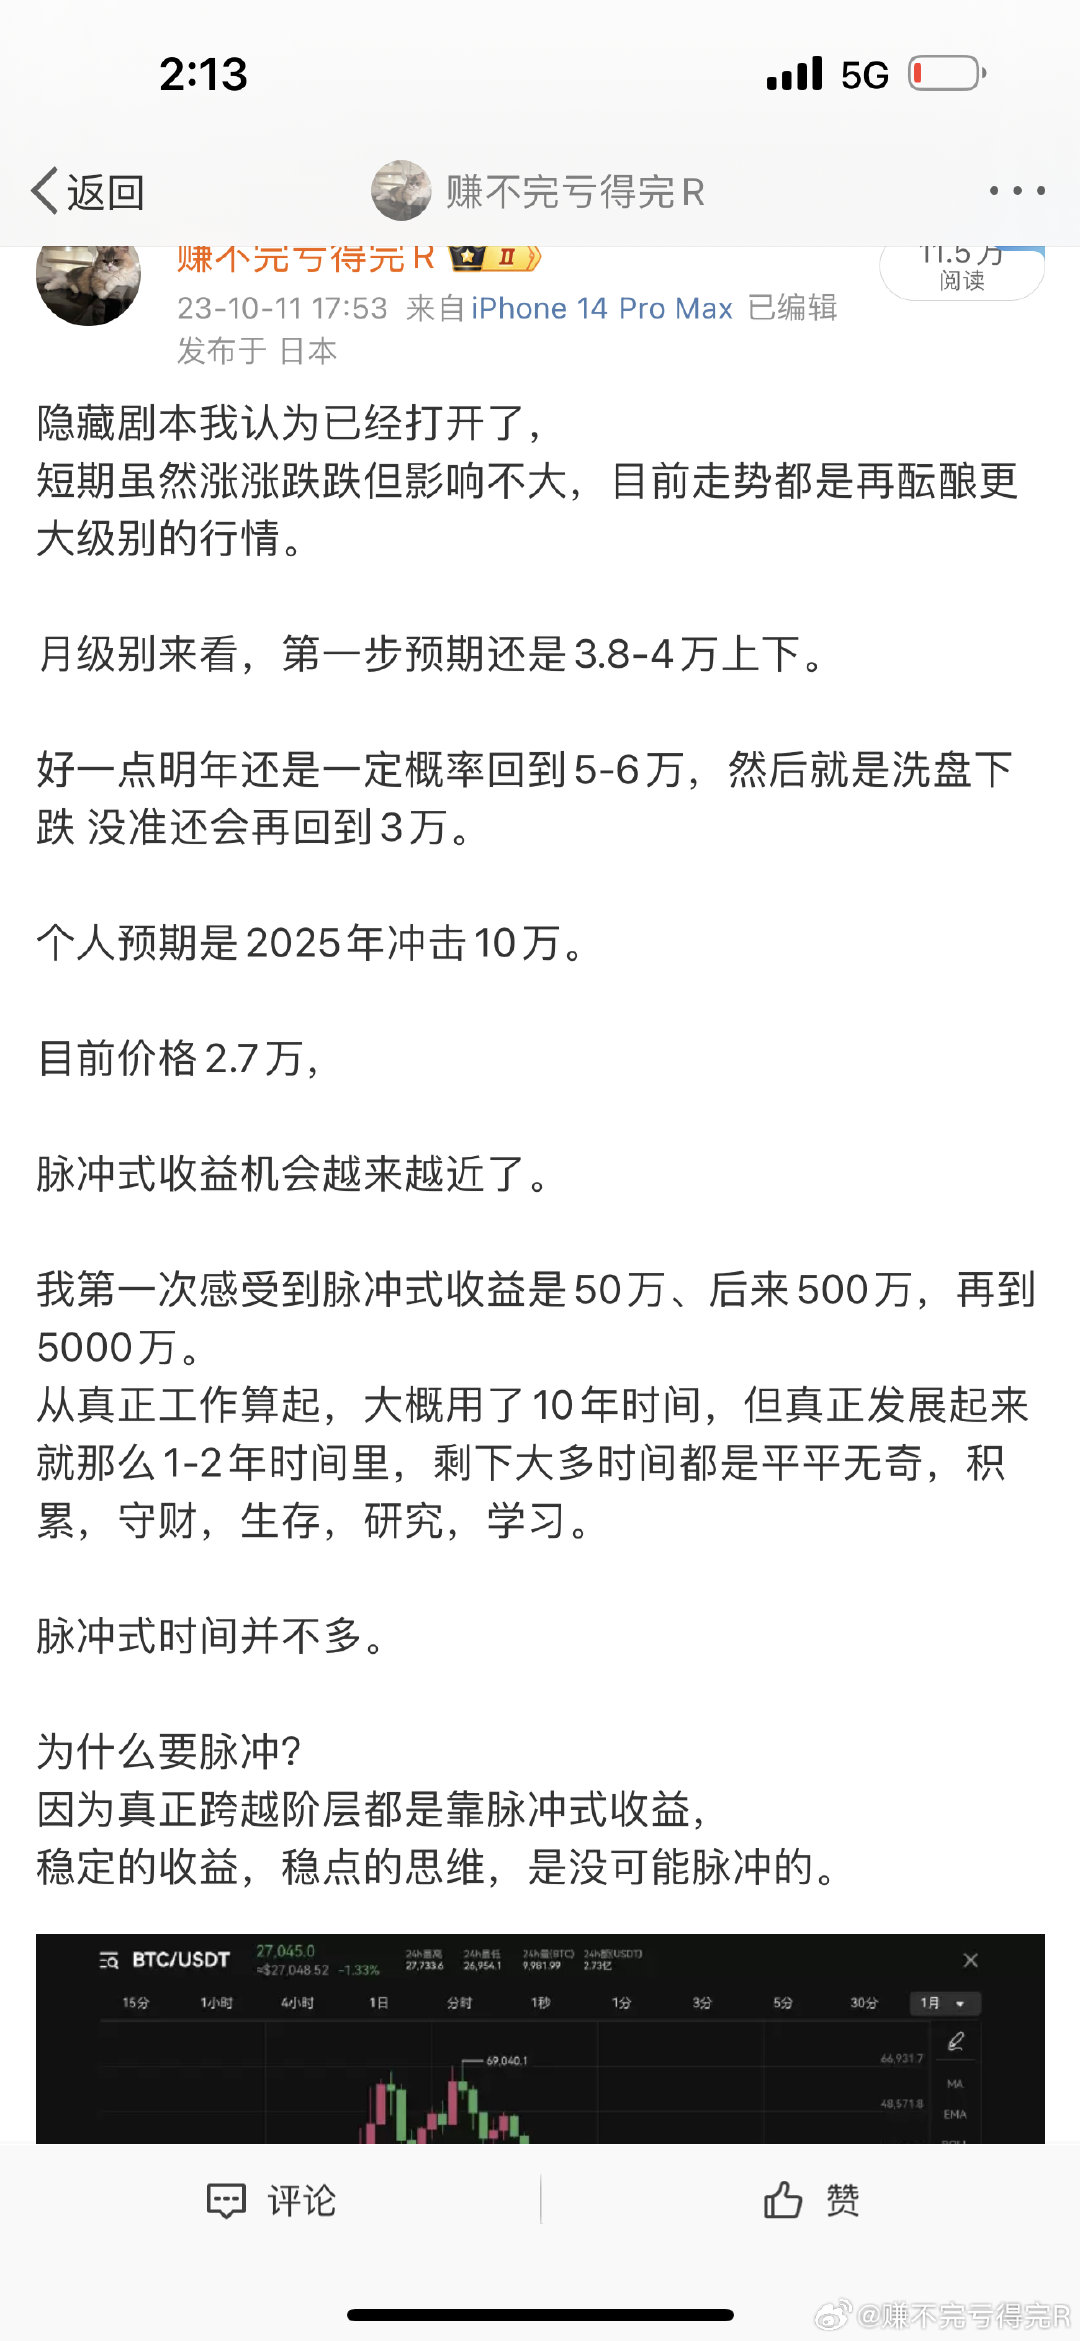 2:13
5G
返回
赚不完亏得完R
赚不完亏得完R
II
11.5万
阅读
23-10-11 17:53 来自 iPhone 14 Pro Max 已编辑
发布于 日本
隐藏剧本我认为已经打开了，
短期虽然涨涨跌跌但影响不大，目前走势都是再酝酿更
大级别的行情。
月级别来看，第一步预期还是3.8-4万上下。
好一点明年还是一定概率回到5-6万，然后就是洗盘下
跌 没准还会再回到3万。
个人预期是2025年冲击10万。
目前价格2.7万，
脉冲式收益机会越来越近了。
我第一次感受到脉冲式收益是50万、后来500万，再到
5000万。
从真正工作算起，大概用了10年时间，但真正发展起来
就那么1-2年时间里，剩下大多时间都是平平无奇，积
累，守财，生存，研究，学习。
脉冲式时间并不多。
为什么要脉冲？
因为真正跨越阶层都是靠脉冲式收益，
稳定的收益，稳点的思维，是没可能脉冲的。
BTC/USDT
27,045.0
≈$27,048.52 -1.33%
24h最高 24h最低 24h量(BTC) 24h额(USDT)
27,733.6 26,954.1 9,981.99 2.73亿
15分 1小时 4小时 1日 分时 1秒 1分 3分 5分 30分 1月
69,040.1
66,931.7
MA
48,571.8
EMA
评论
赞
@赚不完亏得完R